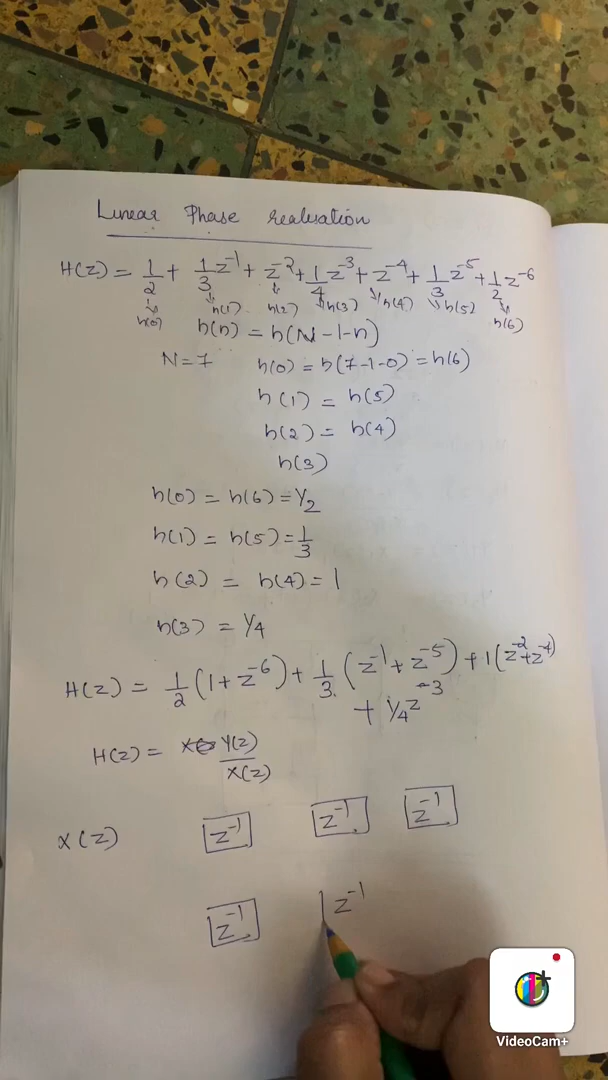 Linear Phase realisation
H(z) = 1/2 + 1/3 z⁻¹ + z⁻² + 1/4 z⁻³ + z⁻⁴ + 1/3 z⁻⁵ + 1/2 z⁻⁶
h(0) h(1) h(2) h(3) h(4) h(5) h(6)
h(n) = h(N-1-n)
N=7 h(0) = h(7-1-0) = h(6)
h(1) = h(5)
h(2) = h(4)
h(3)
h(0) = h(6) = 1/2
h(1) = h(5) = 1/3
h(2) = h(4) = 1
h(3) = 1/4
H(z) = 1/2 (1+z⁻⁶) + 1/3 (z⁻¹ + z⁻⁵) + 1(z⁻² + z⁻⁴)
+ 1/4 z⁻³
H(z) = Y(z)/X(z)
X(z) z⁻¹ z⁻¹ z⁻¹
z⁻¹ z⁻¹
VideoCam+